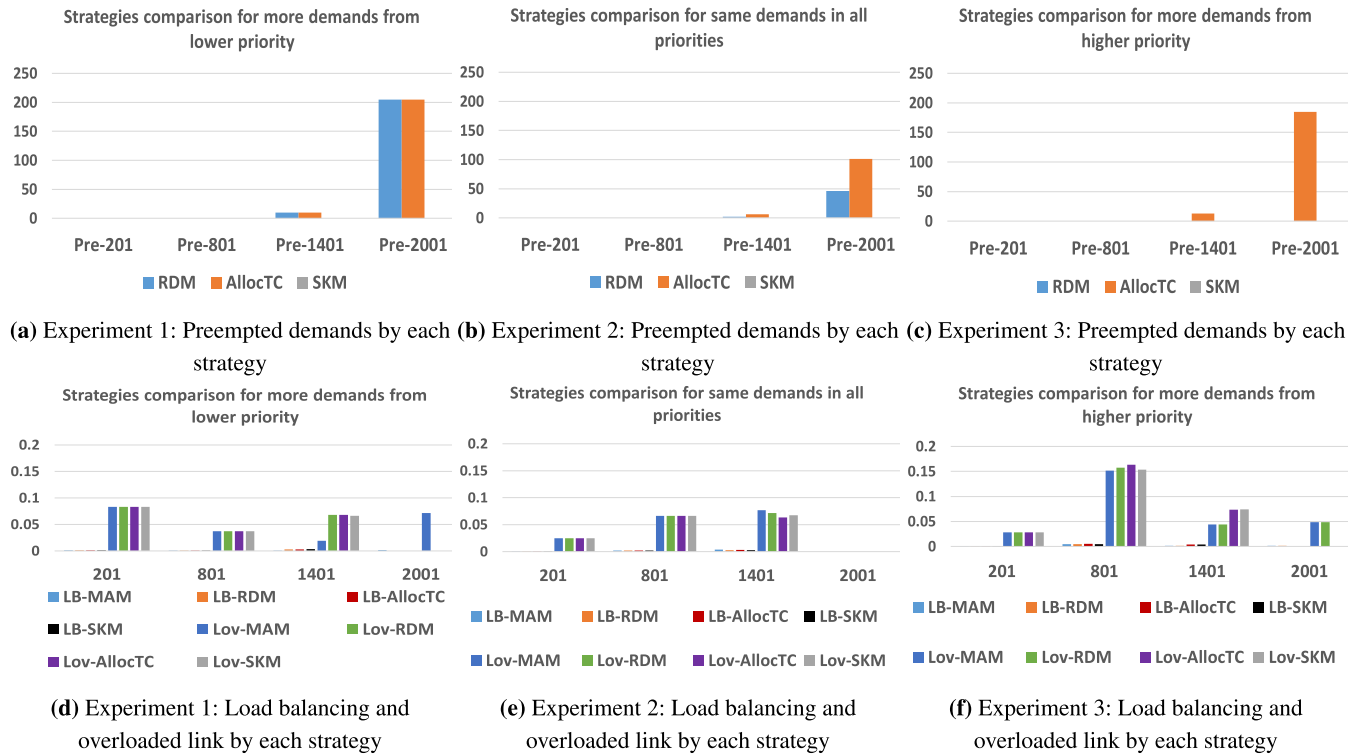 Strategies comparison for more demands from
lower priority
250
200
150
100
50
0
Pre-201 Pre-801 Pre-1401 Pre-2001
RDM AllocTC SKM
(a) Experiment 1: Preempted demands by each
strategy
Strategies comparison for same demands in all
priorities
250
200
150
100
50
0
Pre-201 Pre-801 Pre-1401 Pre-2001
RDM AllocTC SKM
(b) Experiment 2: Preempted demands by each
strategy
Strategies comparison for more demands from
higher priority
250
200
150
100
50
0
Pre-201 Pre-801 Pre-1401 Pre-2001
RDM AllocTC SKM
(c) Experiment 3: Preempted demands by each
strategy
Strategies comparison for more demands from
lower priority
0.2
0.15
0.1
0.05
0
201 801 1401 2001
LB-MAM LB-RDM LB-AllocTC
LB-SKM Lov-MAM Lov-RDM
Lov-AllocTC Lov-SKM
(d) Experiment 1: Load balancing and
overloaded link by each strategy
Strategies comparison for same demands in all
priorities
0.2
0.15
0.1
0.05
0
201 801 1401 2001
LB-MAM LB-RDM LB-AllocTC LB-SKM
Lov-MAM Lov-RDM Lov-AllocTC Lov-SKM
(e) Experiment 2: Load balancing and
overloaded link by each strategy
Strategies comparison for more demands from
higher priority
0.2
0.15
0.1
0.05
0
201 801 1401 2001
LB-MAM LB-RDM LB-AllocTC LB-SKM
Lov-MAM Lov-RDM Lov-AllocTC Lov-SKM
(f) Experiment 3: Load balancing and
overloaded link by each strategy